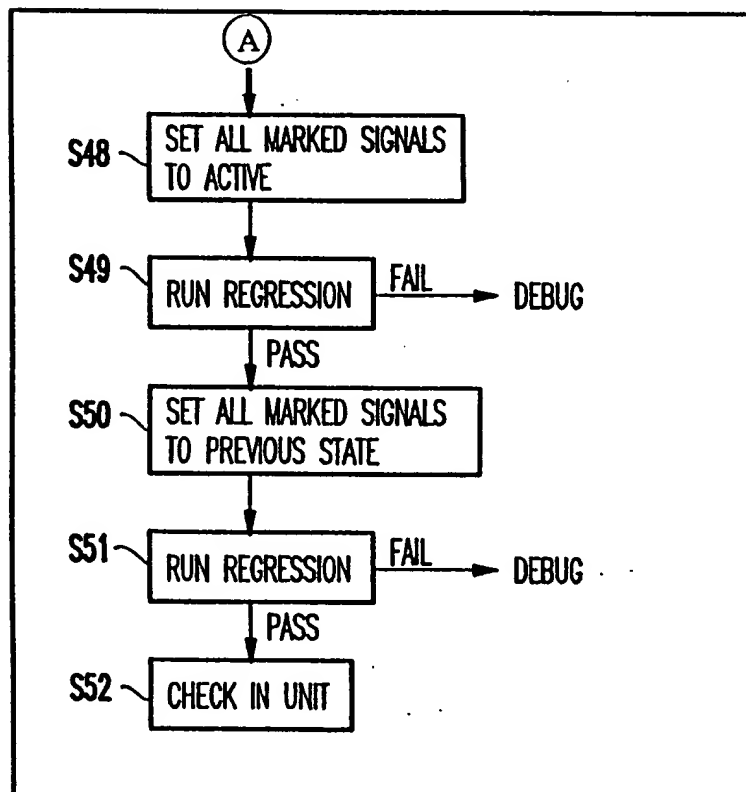 A
S48
SET ALL MARKED SIGNALS
TO ACTIVE
S49
RUN REGRESSION
FAIL
DEBUG
PASS
S50
SET ALL MARKED SIGNALS
TO PREVIOUS STATE
S51
RUN REGRESSION
FAIL
DEBUG
PASS
S52
CHECK IN UNIT